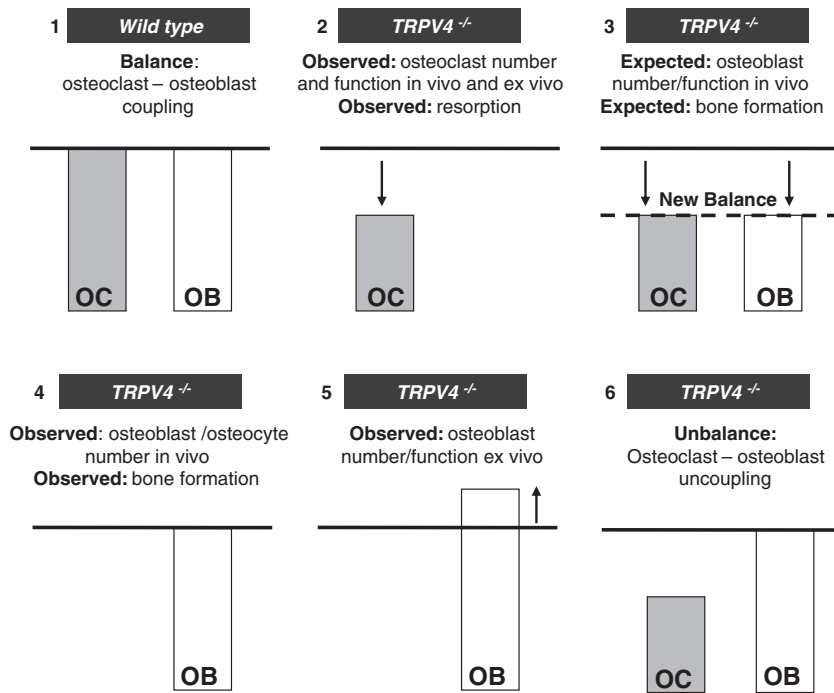 1 Wild type
Balance:
osteoclast – osteoblast
coupling
OC OB
2 TRPV4 -/-
Observed: osteoclast number
and function in vivo and ex vivo
Observed: resorption
OC
3 TRPV4 -/-
Expected: osteoblast
number/function in vivo
Expected: bone formation
New Balance
OC OB
4 TRPV4 -/-
Observed: osteoblast /osteocyte
number in vivo
Observed: bone formation
OB
5 TRPV4 -/-
Observed: osteoblast
number/function ex vivo
OB
6 TRPV4 -/-
Unbalance:
Osteoclast – osteoblast
uncoupling
OC OB